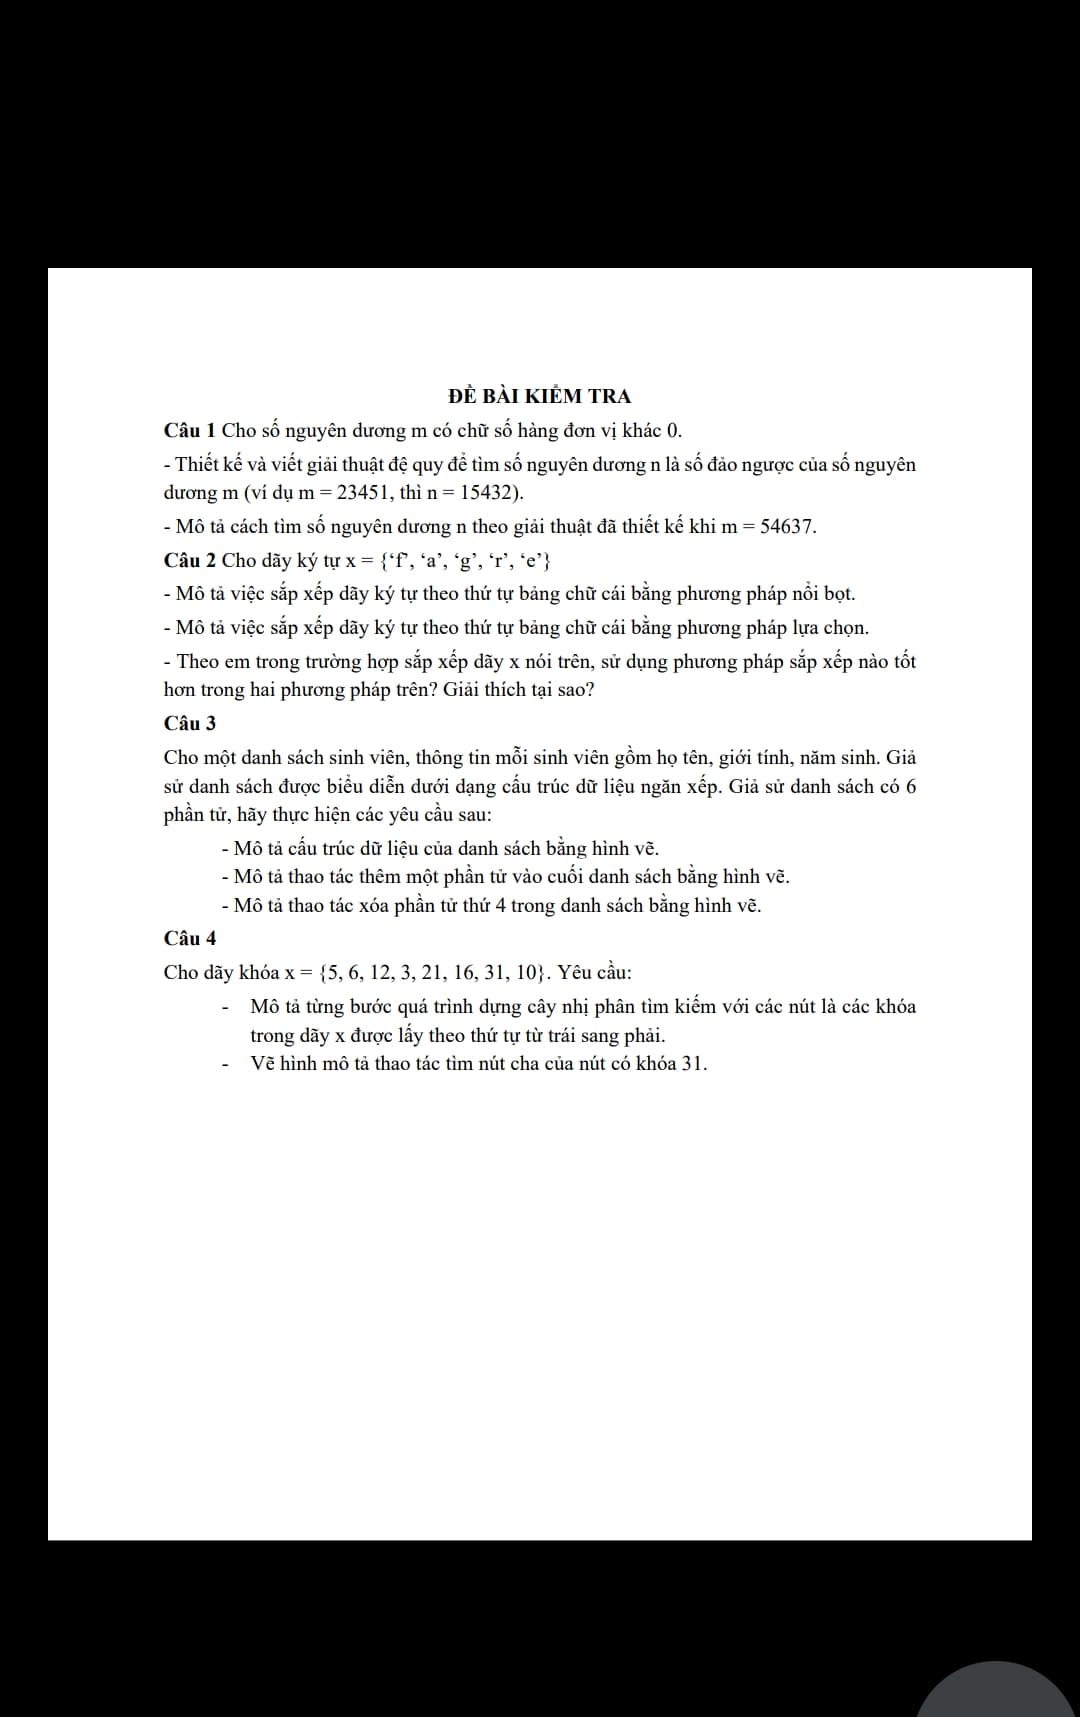 ĐỀ BÀI KIỂM TRA
Câu 1 Cho số nguyên dương m có chữ số hàng đơn vị khác 0.
- Thiết kế và viết giải thuật đệ quy để tìm số nguyên dương n là số đảo ngược của số nguyên
dương m (ví dụ m = 23451, thì n = 15432).
- Mô tả cách tìm số nguyên dương n theo giải thuật đã thiết kế khi m = 54637.
Câu 2 Cho dãy ký tự x = {‘f’, ‘a’, ‘g’, ‘r’, ‘e’}
- Mô tả việc sắp xếp dãy ký tự theo thứ tự bảng chữ cái bằng phương pháp nổi bọt.
- Mô tả việc sắp xếp dãy ký tự theo thứ tự bảng chữ cái bằng phương pháp lựa chọn.
- Theo em trong trường hợp sắp xếp dãy x nói trên, sử dụng phương pháp sắp xếp nào tốt
hơn trong hai phương pháp trên? Giải thích tại sao?
Câu 3
Cho một danh sách sinh viên, thông tin mỗi sinh viên gồm họ tên, giới tính, năm sinh. Giả
sử danh sách được biểu diễn dưới dạng cấu trúc dữ liệu ngăn xếp. Giả sử danh sách có 6
phần tử, hãy thực hiện các yêu cầu sau:
- Mô tả cấu trúc dữ liệu của danh sách bằng hình vẽ.
- Mô tả thao tác thêm một phần tử vào cuối danh sách bằng hình vẽ.
- Mô tả thao tác xóa phần tử thứ 4 trong danh sách bằng hình vẽ.
Câu 4
Cho dãy khóa x = {5, 6, 12, 3, 21, 16, 31, 10}. Yêu cầu:
- Mô tả từng bước quá trình dựng cây nhị phân tìm kiếm với các nút là các khóa
trong dãy x được lấy theo thứ tự từ trái sang phải.
- Vẽ hình mô tả thao tác tìm nút cha của nút có khóa 31.